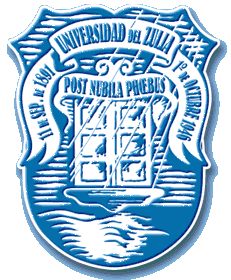 UNIVERSIDAD DEL ZULIA
11 DE SEP. DE 1891
1º DE OCTUBRE 1946
POST NUBILA PHŒBUS